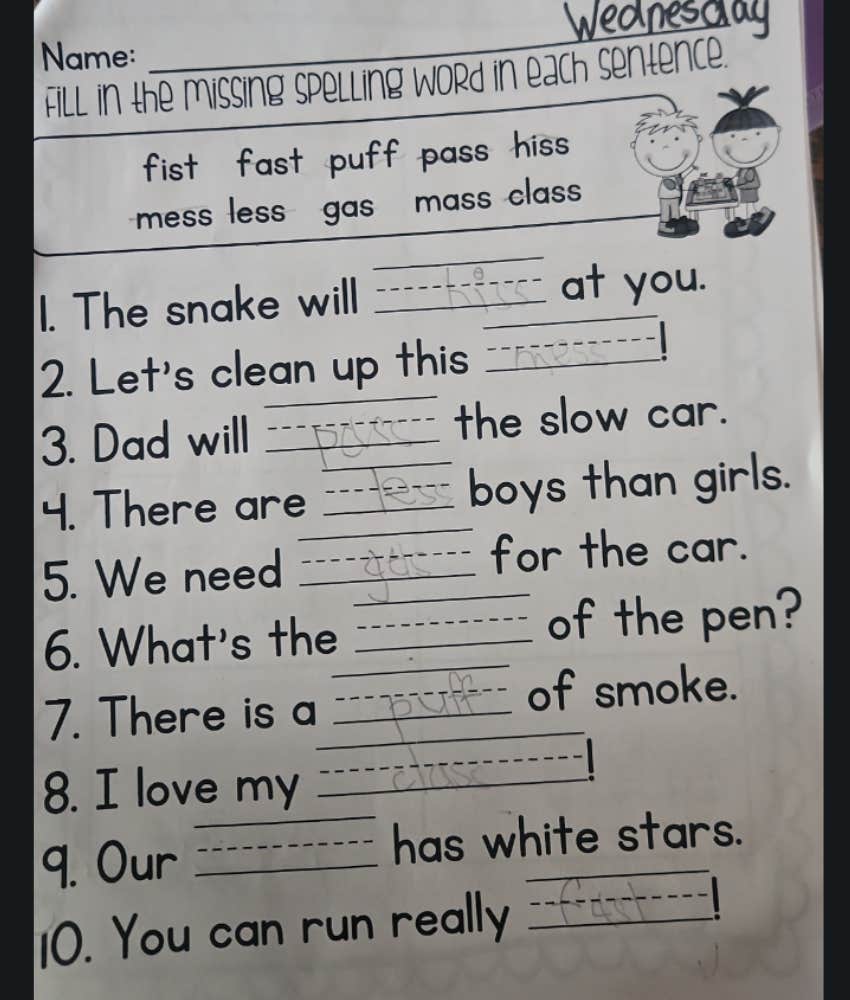 Wednesday
Name:
Fill in the missing spelling word in each sentence.
fist fast puff pass hiss
mess less gas mass class
1. The snake will hiss at you.
2. Let's clean up this mess!
3. Dad will pass the slow car.
4. There are less boys than girls.
5. We need gas for the car.
6. What's the of the pen?
7. There is a puff of smoke.
8. I love my class!
9. Our has white stars.
10. You can run really fast!